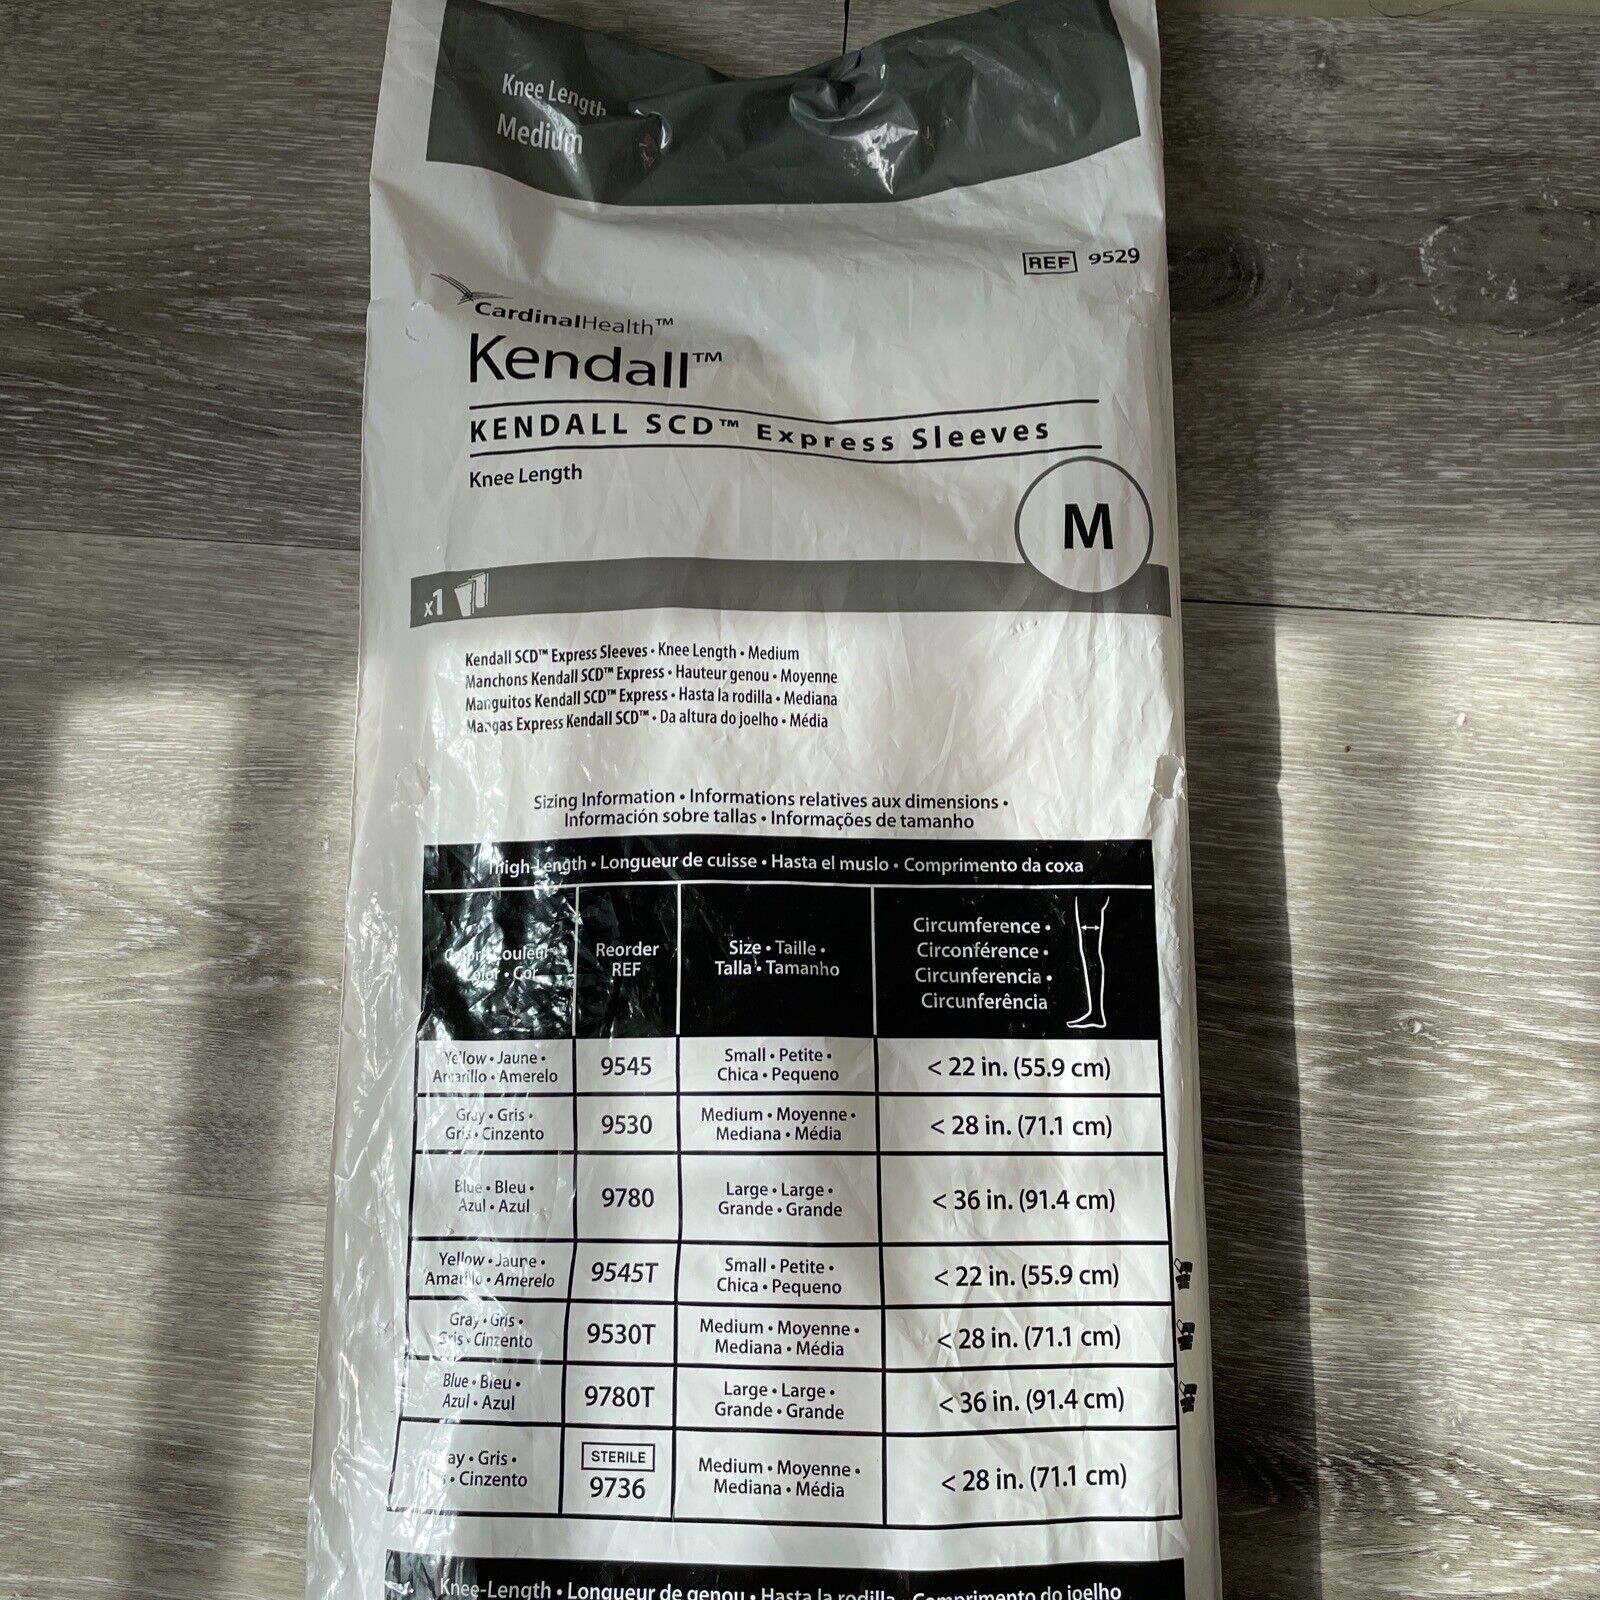 Knee Length
Medium
REF 9529
CardinalHealth™
Kendall™
KENDALL SCD™ Express Sleeves
Knee Length
M
x1
Kendall SCD™ Express Sleeves • Knee Length • Medium
Manchons Kendall SCD™ Express • Hauteur genou • Moyenne
Manguitos Kendall SCD™ Express • Hasta la rodilla • Mediana
Mangas Express Kendall SCD™ • Da altura do joelho • Média
Sizing Information • Informations relatives aux dimensions •
Información sobre tallas • Informações de tamanho
Thigh-Length • Longueur de cuisse • Hasta el muslo • Comprimento da coxa
Color • Couleur
Color • Cor
Reorder
REF
Size • Taille •
Talla • Tamanho
Circumference •
Circonférence •
Circunferencia •
Circunferência
Yellow • Jaune •
Amarillo • Amerelo
9545
Small • Petite •
Chica • Pequeno
< 22 in. (55.9 cm)
Gray • Gris •
Gris • Cinzento
9530
Medium • Moyenne •
Mediana • Média
< 28 in. (71.1 cm)
Blue • Bleu •
Azul • Azul
9780
Large • Large •
Grande • Grande
< 36 in. (91.4 cm)
Yellow • Jaune •
Amarillo • Amerelo
9545T
Small • Petite •
Chica • Pequeno
< 22 in. (55.9 cm)
Gray • Gris •
Gris • Cinzento
9530T
Medium • Moyenne •
Mediana • Média
< 28 in. (71.1 cm)
Blue • Bleu •
Azul • Azul
9780T
Large • Large •
Grande • Grande
< 36 in. (91.4 cm)
Gris •
• Cinzento
STERILE
9736
Medium • Moyenne •
Mediana • Média
< 28 in. (71.1 cm)
Knee-Length • Longueur de genou • Hasta la rodilla • Comprimento do joelho